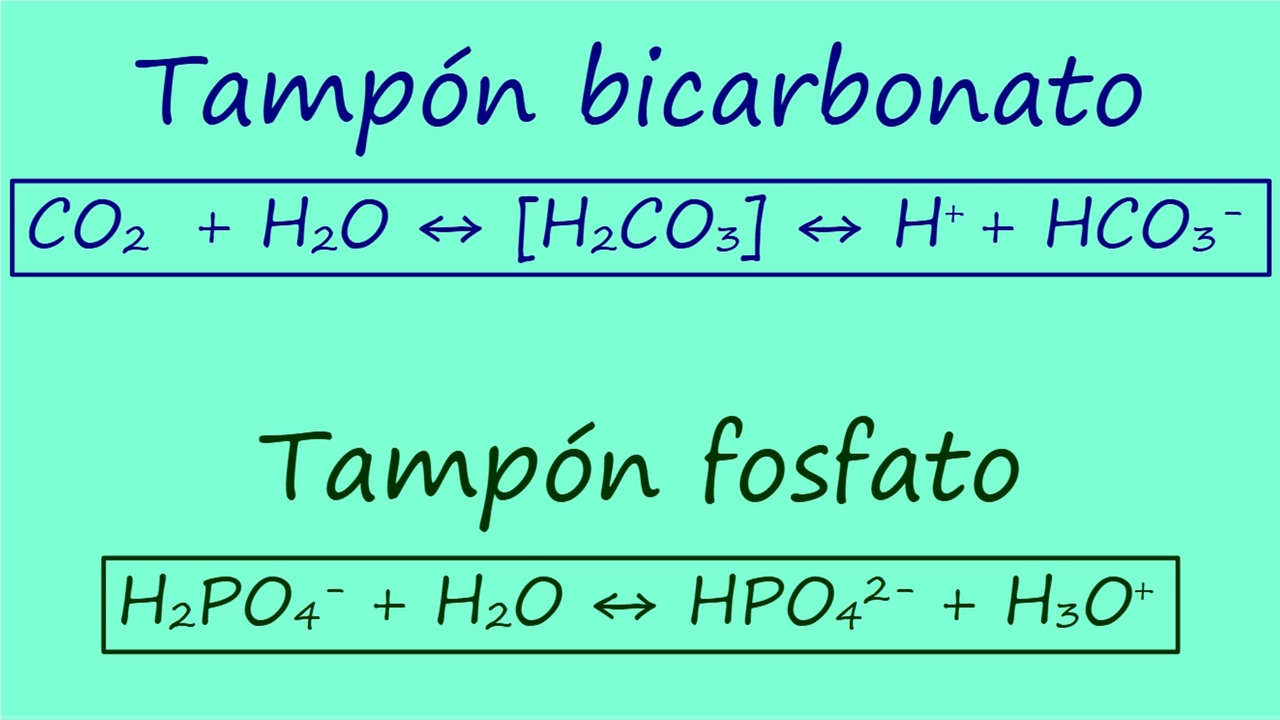 Tampón bicarbonato
CO₂ + H₂O ↔ [H₂CO₃] ↔ H⁺ + HCO₃⁻
Tampón fosfato
H₂PO₄⁻ + H₂O ↔ HPO₄²⁻ + H₃O⁺